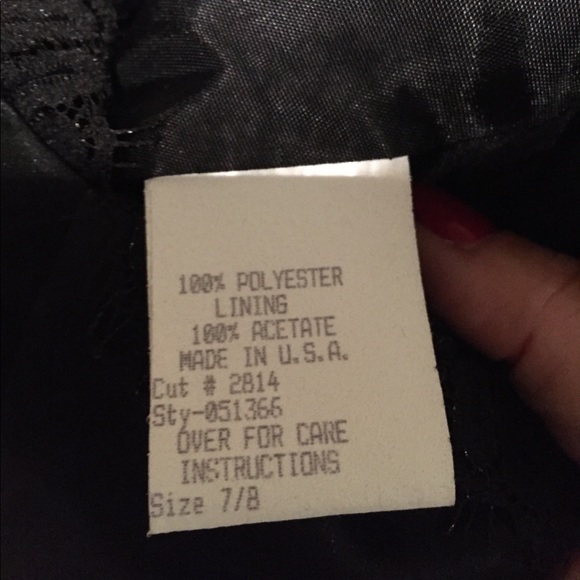 100% POLYESTER
LINING
100% ACETATE
MADE IN U.S.A.
Cut # 2814
Sty-051366
OVER FOR CARE
INSTRUCTIONS
Size 7/8